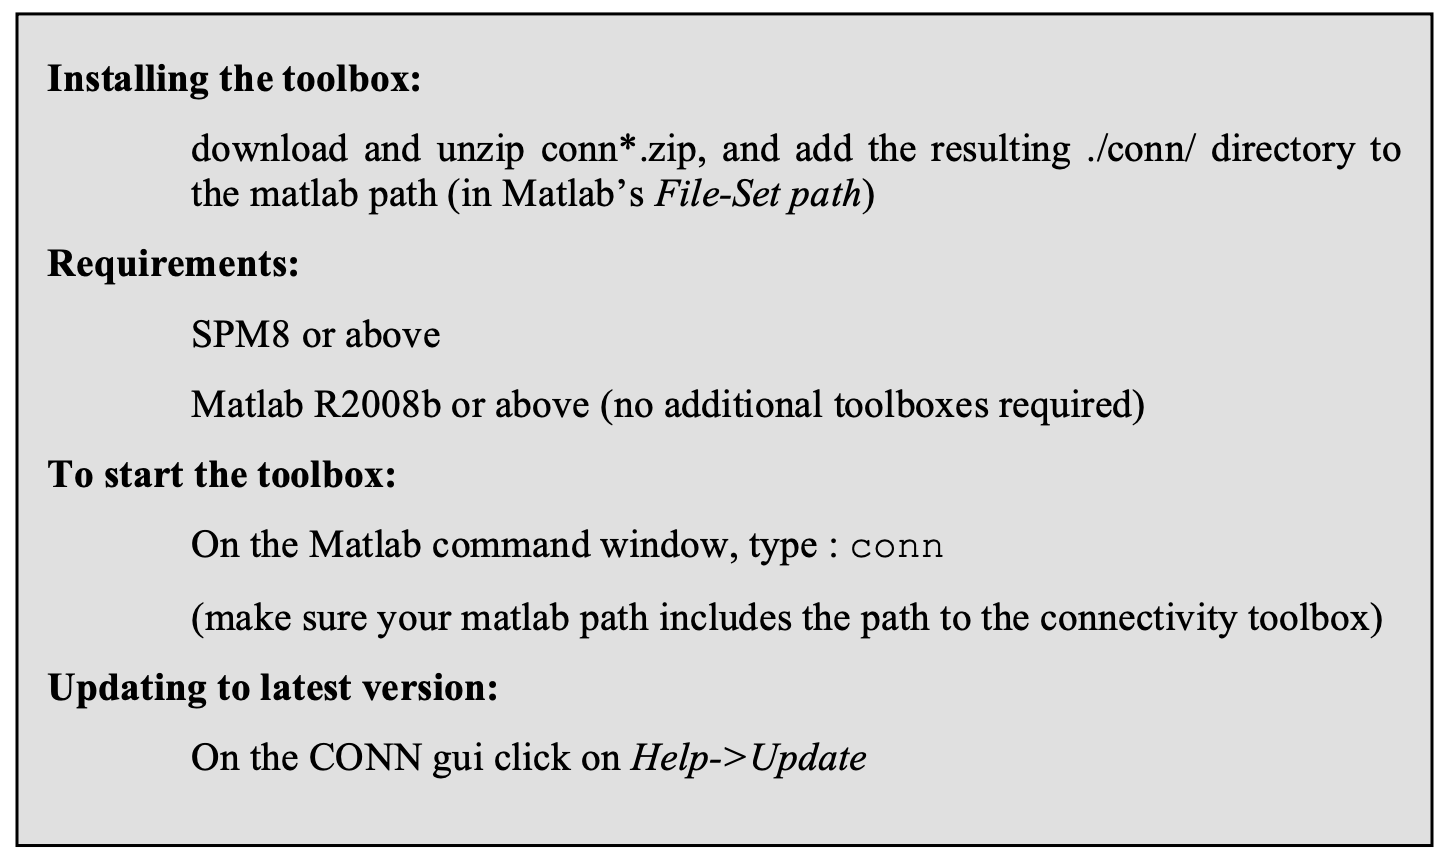 Installing the toolbox:
download and unzip conn*.zip, and add the resulting ./conn/ directory to
the matlab path (in Matlab’s File-Set path)
Requirements:
SPM8 or above
Matlab R2008b or above (no additional toolboxes required)
To start the toolbox:
On the Matlab command window, type : conn
(make sure your matlab path includes the path to the connectivity toolbox)
Updating to latest version:
On the CONN gui click on Help->Update